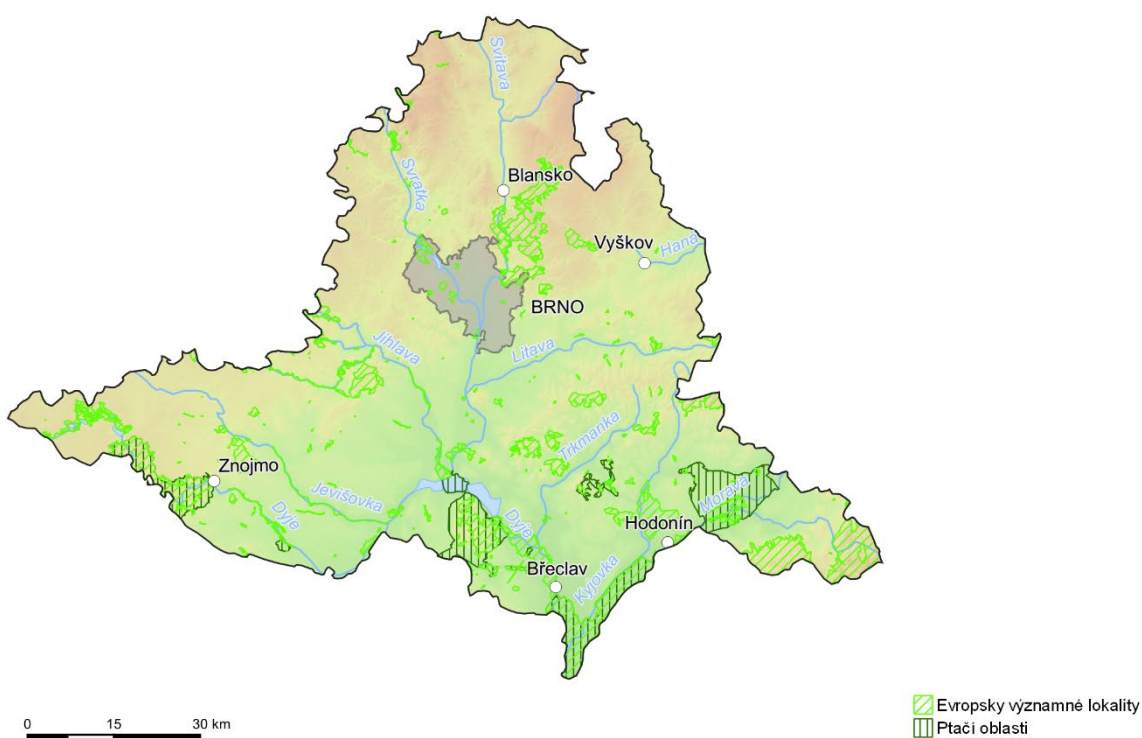 Svitava
Svratka
Blansko
Vyškov
Haná
BRNO
Jihlava
Litava
Trkmanka
Znojmo
Jevišovka
Dyje
Dyje
Morava
Hodonín
Břeclav
Kyjovka
0 15 30 km
Evropsky významné lokality
Ptačí oblasti